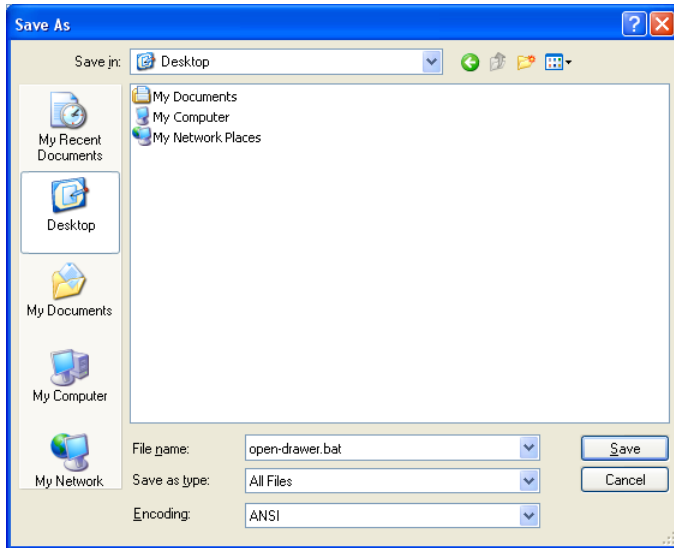 Save As
Save in: Desktop
My Documents
My Computer
My Network Places
My Recent
Documents
Desktop
My Documents
My Computer
My Network
File name: open-drawer.bat Save
Save as type: All Files Cancel
Encoding: ANSI